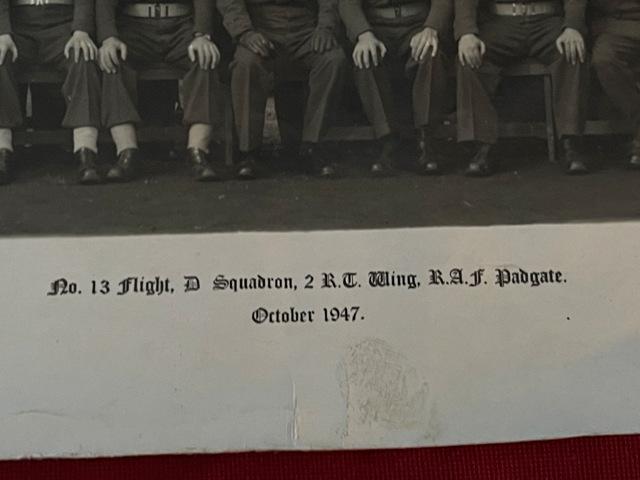 No. 13 Flight, D Squadron, 2 R.T. Wing, R.A.F. Padgate.
October 1947.